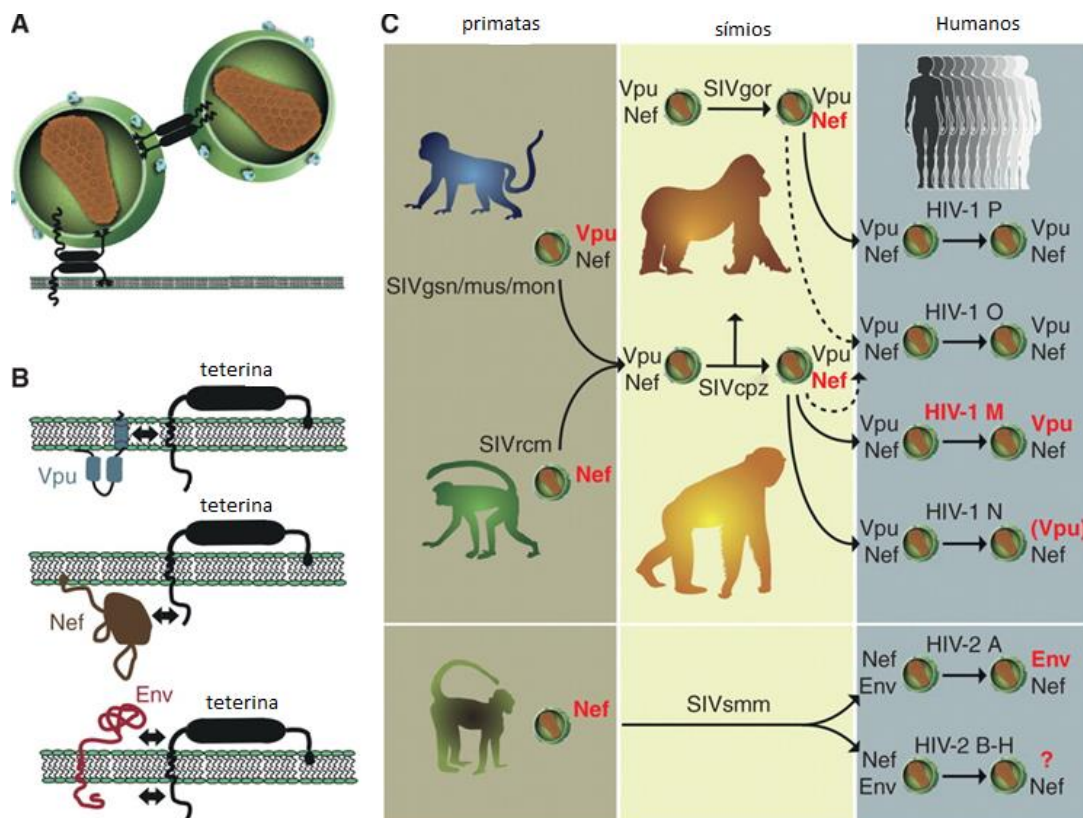 A
B
teterina
Vpu
teterina
Nef
Env
teterina
C
primatas
símios
Humanos
Vpu
Nef
SIVgor
Vpu
Nef
Vpu
Nef
SIVgsn/mus/mon
Vpu
Nef
SIVcpz
Vpu
Nef
SIVrcm
Nef
HIV-1 P
Vpu
Nef
Vpu
Nef
HIV-1 O
Vpu
Nef
Vpu
Nef
HIV-1 M
Vpu
Nef
Vpu
Nef
HIV-1 N
Vpu
Nef
(Vpu)
Nef
Nef
SIVsmm
HIV-2 A
Nef
Env
Env
Nef
HIV-2 B-H
Nef
Env
?
Nef